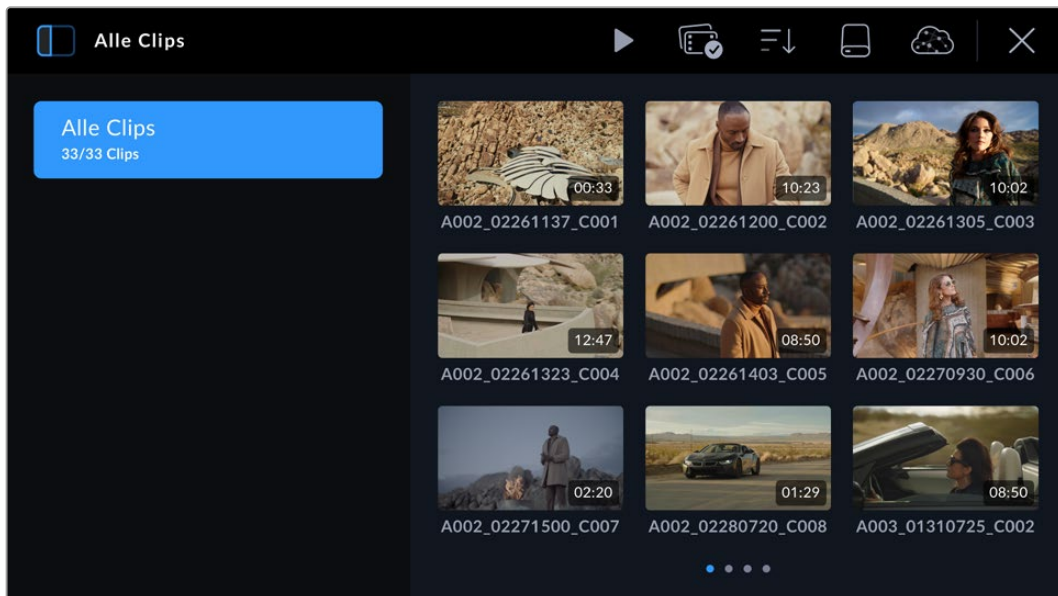 Alle Clips
Alle Clips
33/33 Clips
00:33
10:23
10:02
A002_02261137_C001
A002_02261200_C002
A002_02261305_C003
12:47
08:50
10:02
A002_02261323_C004
A002_02261403_C005
A002_02270930_C006
02:20
01:29
08:50
A002_02271500_C007
A002_02280720_C008
A003_01310725_C002